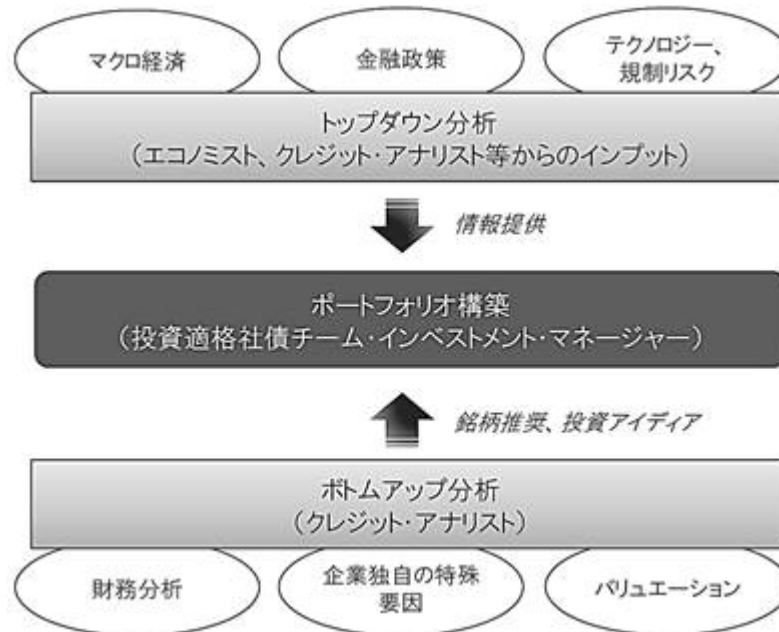 マクロ経済
金融政策
テクノロジー、
規制リスク
トップダウン分析
（エコノミスト、クレジット・アナリスト等からのインプット）
情報提供
ポートフォリオ構築
（投資適格社債チーム・インベストメント・マネージャー）
銘柄推奨、投資アイディア
ボトムアップ分析
（クレジット・アナリスト）
財務分析
企業独自の特殊
要因
バリュエーション